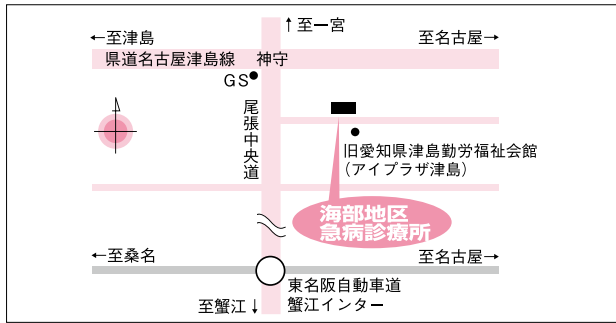 ↑至一宮
←至津島
至名古屋→
県道名古屋津島線
神守
GS
尾張中央道
旧愛知県津島勤労福祉会館
(アイプラザ津島)
海部地区
急病診療所
←至桑名
至名古屋→
東名阪自動車道
蟹江インター
至蟹江↓